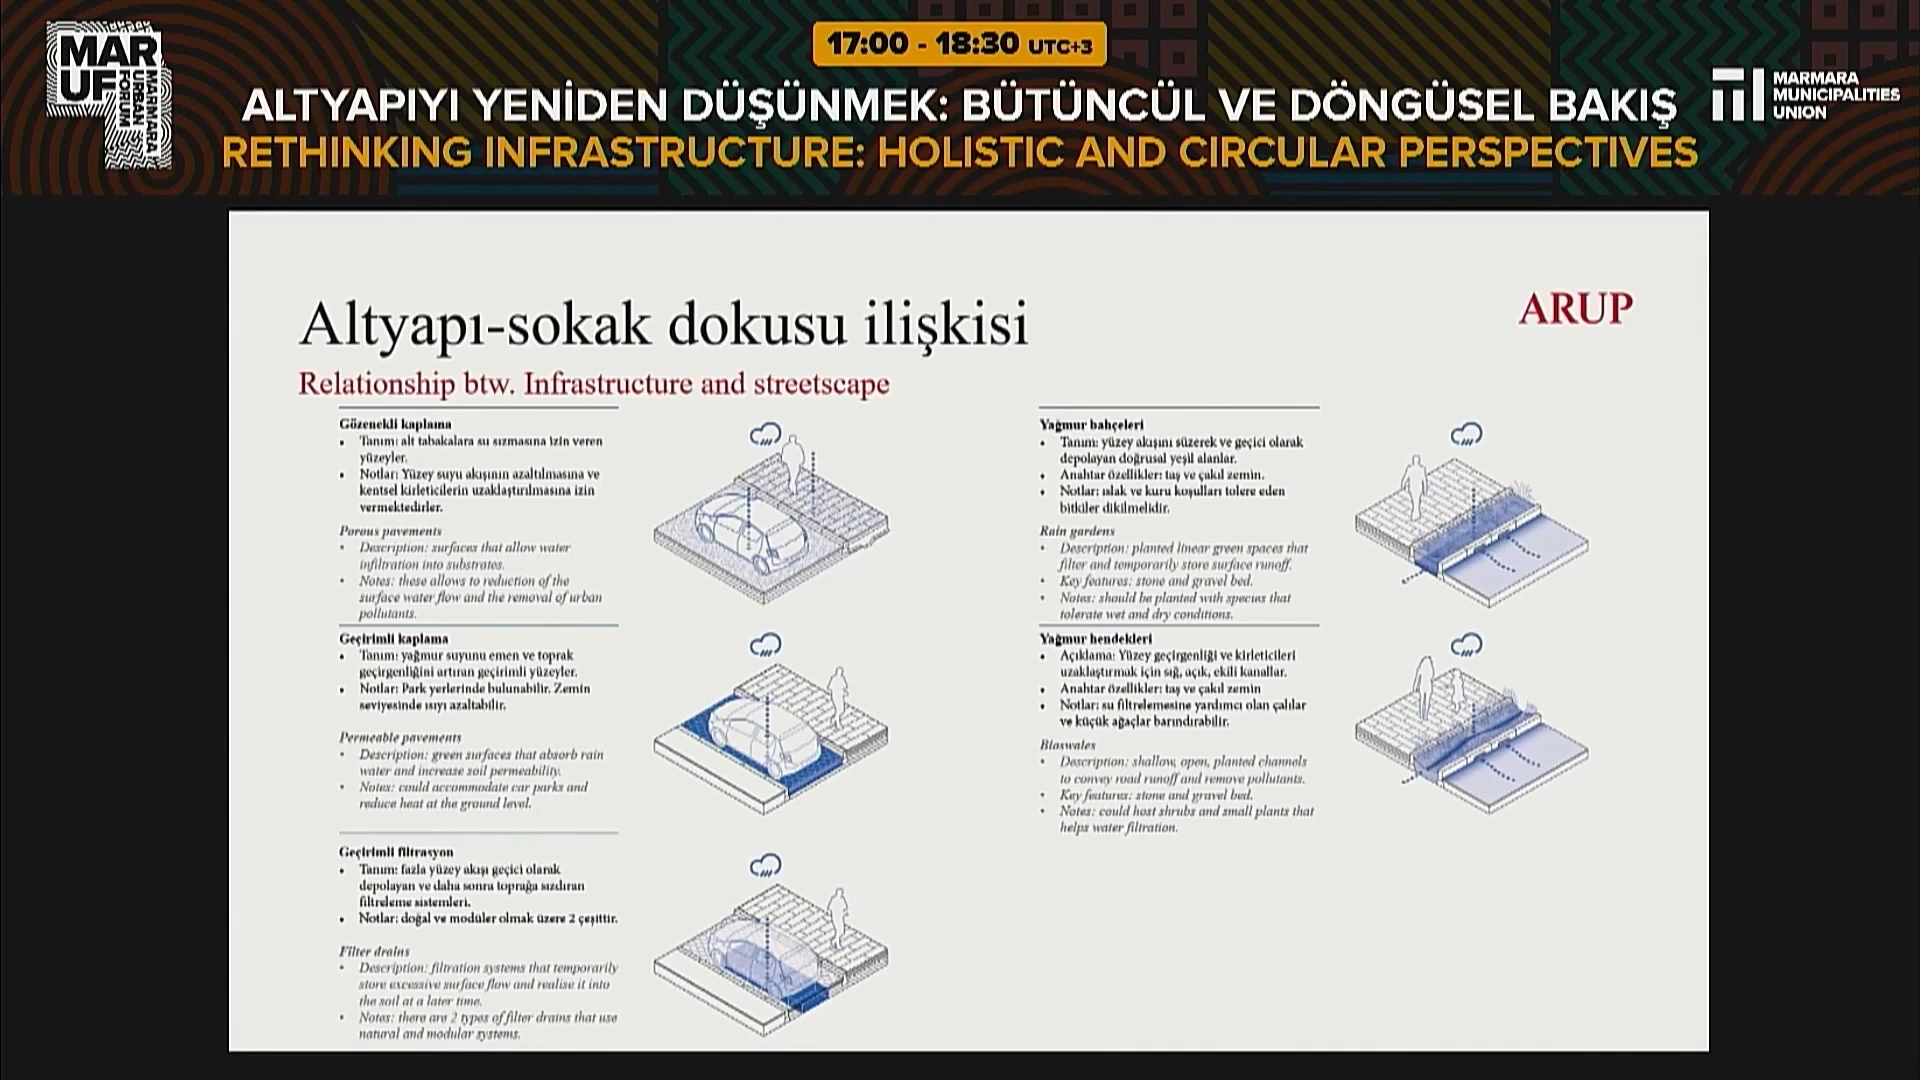 MAR
UF
MARMARA
URBAN
FORUM
17:00 - 18:30 UTC+3
ALTYAPIYI YENİDEN DÜŞÜNMEK: BÜTÜNCÜL VE DÖNGÜSEL BAKIŞ
RETHINKING INFRASTRUCTURE: HOLISTIC AND CIRCULAR PERSPECTIVES
MARMARA
MUNICIPALITIES
UNION
Altyapı-sokak dokusu ilişkisi
ARUP
Relationship btw. Infrastructure and streetscape
Gözenekli kaplama
• Tanım: alt tabakalara su sızmasına izin veren
yüzeyler.
• Notlar: Yüzey suyu akışının azaltılmasına ve
kentsel kirleticilerin uzaklaştırılmasına izin
vermektedirler.
Porous pavements
• Description: surfaces that allow water
infiltration into substrates.
• Notes: these allows to reduction of the
surface water flow and the removal of urban
pollutants.
Geçirimli kaplama
• Tanım: yağmur suyunu emen ve toprak
geçirgenliğini artıran geçirimli yüzeyler.
• Notlar: Park yerlerinde bulunabilir. Zemin
seviyesinde ısıyı azaltabilir.
Permeable pavements
• Description: green surfaces that absorb rain
water and increase soil permeability.
• Notes: could accommodate car parks and
reduce heat at the ground level.
Geçirimli filtrasyon
• Tanım: fazla yüzey akışı geçici olarak
depolayan ve daha sonra toprağa sızdıran
filtreleme sistemleri.
• Notlar: doğal ve modüler olmak üzere 2 çeşittir.
Filter drains
• Description: filtration systems that temporarily
store excessive surface flow and realise it into
the soil at a later time.
• Notes: there are 2 types of filter drains that use
natural and modular systems.
Yağmur bahçeleri
• Tanım: yüzey akışını süzerek ve geçici olarak
depolayan doğrusal yeşil alanlar.
• Anahtar özellikler: taş ve çakıl zemin.
• Notlar: ıslak ve kuru koşulları tolere eden
bitkiler dikilmelidir.
Rain gardens
• Description: planted linear green spaces that
filter and temporarily store surface runoff.
• Key features: stone and gravel bed.
• Notes: should be planted with species that
tolerate wet and dry conditions.
Yağmur hendekleri
• Açıklama: Yüzey geçirgenliği ve kirleticileri
uzaklaştırmak için sığ, açık, ekili kanallar.
• Anahtar özellikler: taş ve çakıl zemin
• Notlar: su filtrelemesine yardımcı olan çalılar
ve küçük ağaçlar barındırabilir.
Bioswales
• Description: shallow, open, planted channels
to convey road runoff and remove pollutants.
• Key features: stone and gravel bed.
• Notes: could host shrubs and small plants that
helps water filtration.